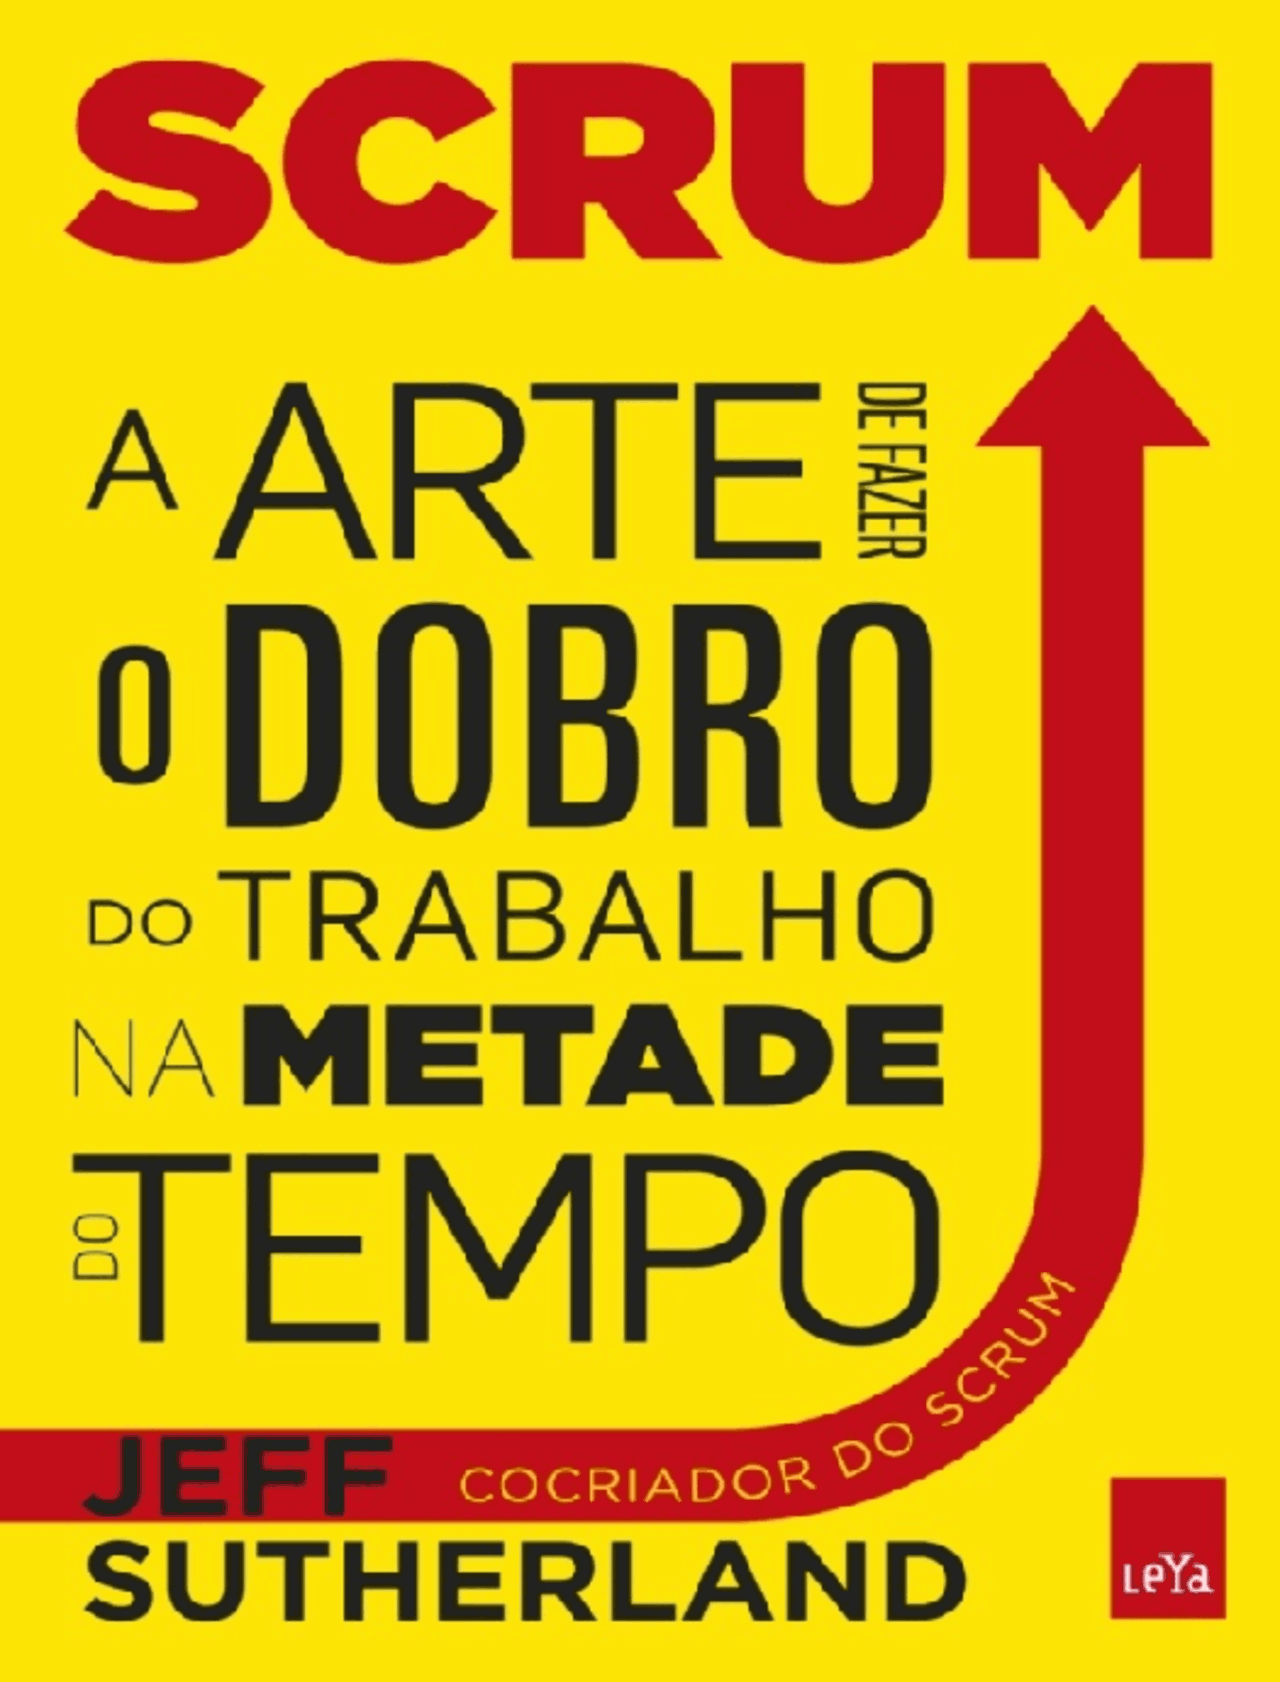 SCRUM
A ARTE DE FAZER
O DOBRO
DO TRABALHO
NA METADE
DO TEMPO
JEFF COCRIADOR DO SCRUM
SUTHERLAND
LeYa